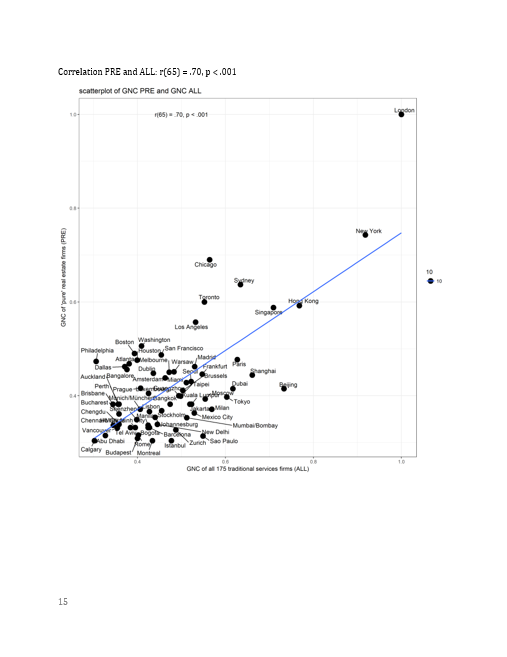 Correlation PRE and ALL: r(65) = .70, p < .001
scatterplot of GNC PRE and GNC ALL
r(65) = .70, p < .001
London
1.0
0.8
New York
Chicago
Sydney
Toronto
Hong Kong
Singapore
0.6
Los Angeles
GNC of 'pure' real estate firms (PRE)
10
10
Washington
Boston
Houston
San Francisco
Philadelphia
Atlanta
Melbourne
Warsaw
Madrid
Paris
Dallas
Dublin
Frankfurt
Shanghai
Auckland
Bangalore
Amsterdam
Miami
Seoul
Brussels
Perth
Prague
Guangzhou
Taipei
Dubai
Beijing
Brisbane
Munich/München
Bangkok
Kuala Lumpur
Moscow
0.4
Bucharest
Lisbon
Tokyo
Chengdu
Shenzhen
Jakarta
Milan
Manila
Stockholm
Mexico City
Chennai
Johannesburg
Mumbai/Bombay
Vancouver
Tel Aviv
Bogota
Barcelona
New Delhi
Abu Dhabi
Rome
Zurich
Sao Paulo
Calgary
Budapest
Montreal
Istanbul
0.4
0.6
0.8
1.0
GNC of all 175 traditional services firms (ALL)
15